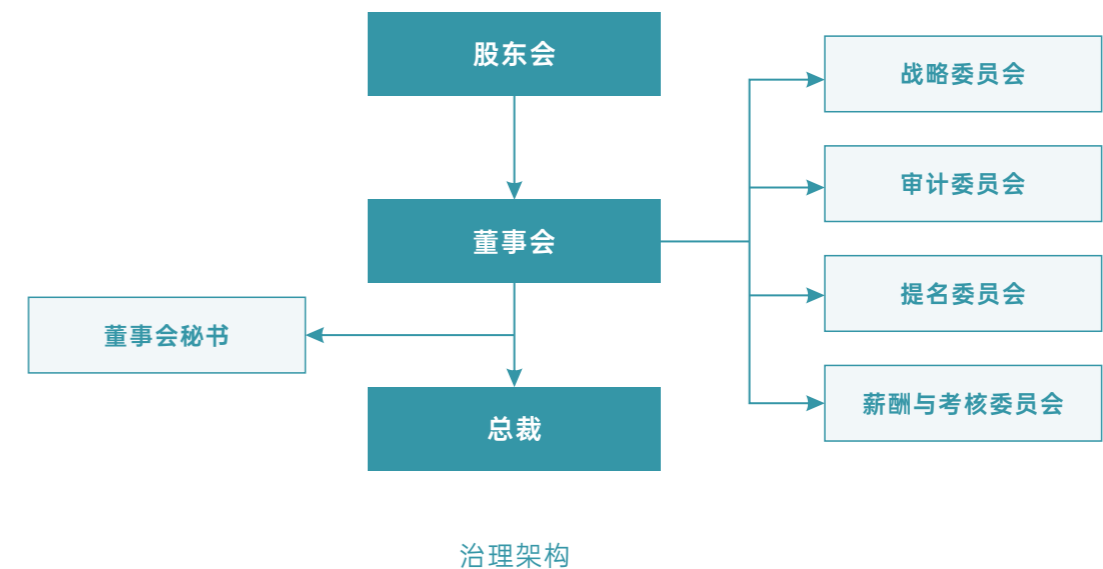 股东会
战略委员会
审计委员会
董事会
提名委员会
董事会秘书
薪酬与考核委员会
总裁
治理架构